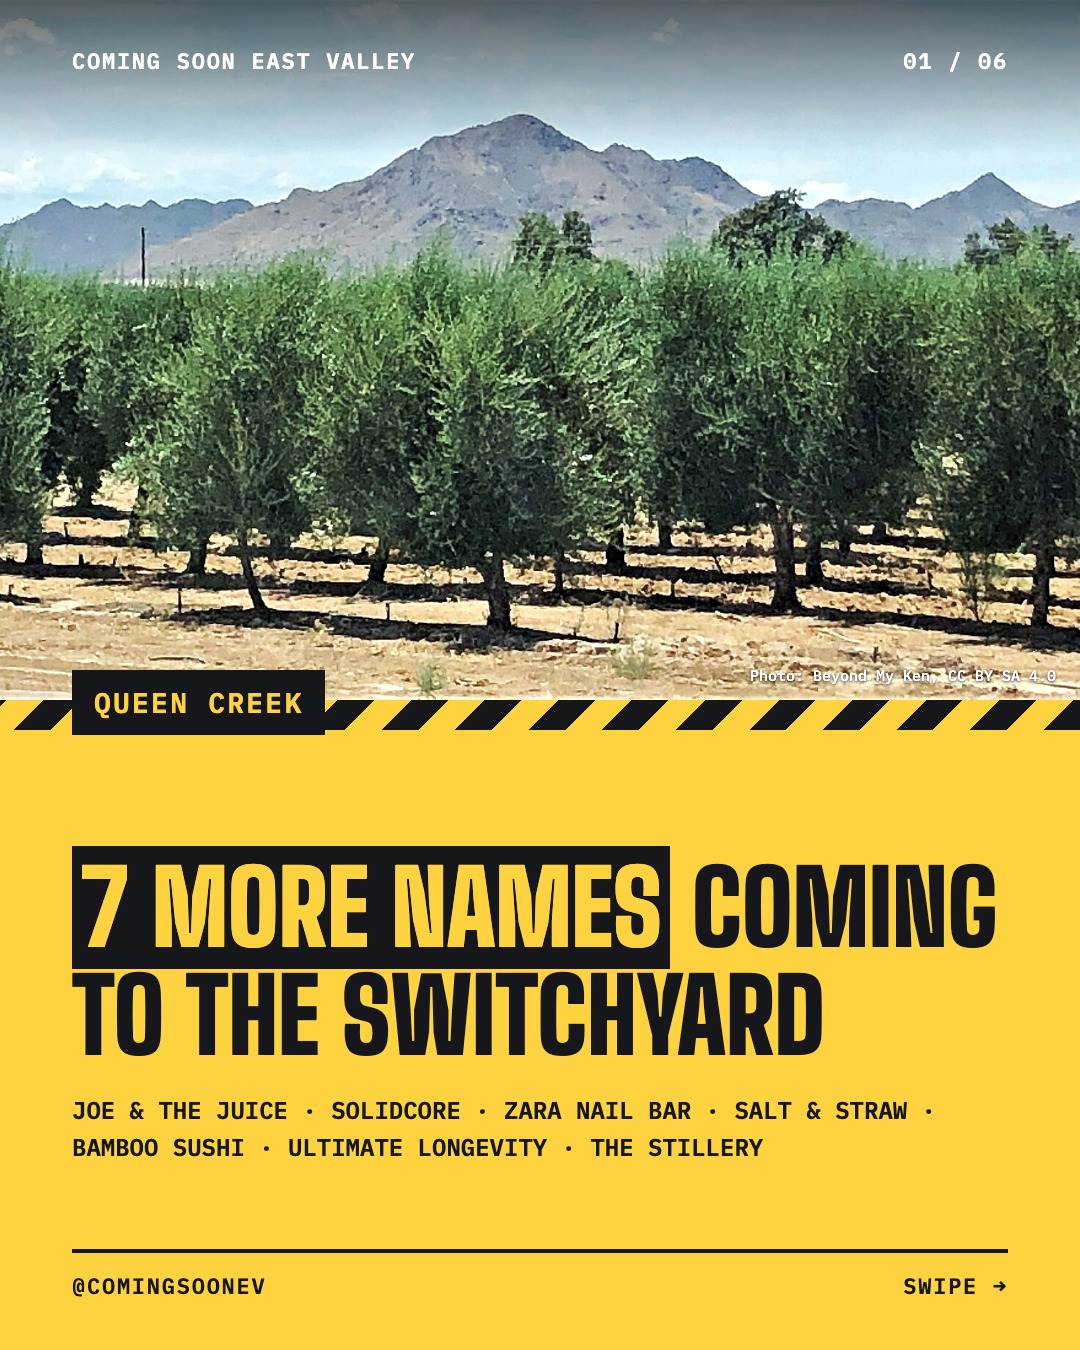 COMING SOON EAST VALLEY
01 / 06
Photo: Beyond My Ken, CC BY-SA 4.0
QUEEN CREEK
7 MORE NAMES COMING
TO THE SWITCHYARD
JOE & THE JUICE · SOLIDCORE · ZARA NAIL BAR · SALT & STRAW ·
BAMBOO SUSHI · ULTIMATE LONGEVITY · THE STILLERY
@COMINGSOONEV
SWIPE →